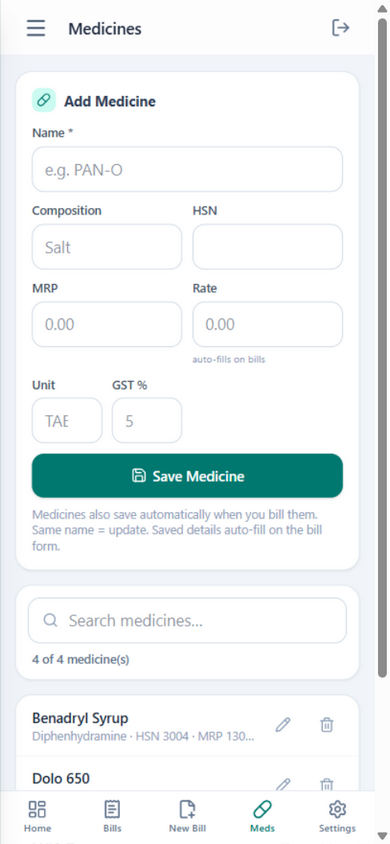 Medicines
Add Medicine
Name *
e.g. PAN-O
Composition HSN
Salt
MRP Rate
0.00 0.00
auto-fills on bills
Unit GST %
TAE 5
Save Medicine
Medicines also save automatically when you bill them.
Same name = update. Saved details auto-fill on the bill
form.
Search medicines...
4 of 4 medicine(s)
Benadryl Syrup
Diphenhydramine · HSN 3004 · MRP 130...
Dolo 650
Home Bills New Bill Meds Settings